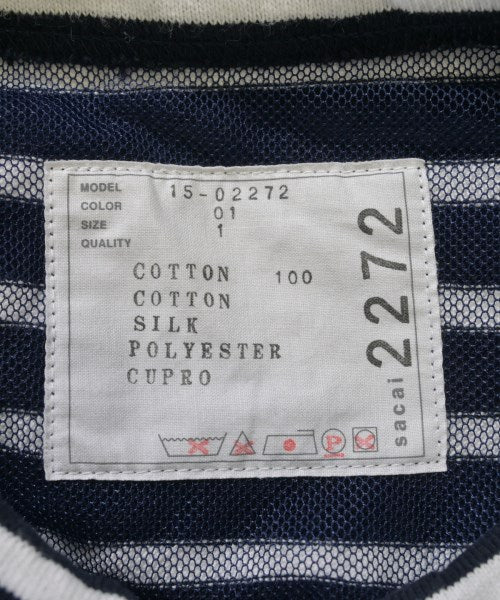 MODEL 15-02272
COLOR 01
SIZE 1
QUALITY
COTTON 100
COTTON
SILK
POLYESTER
CUPRO
P
sacai 2272